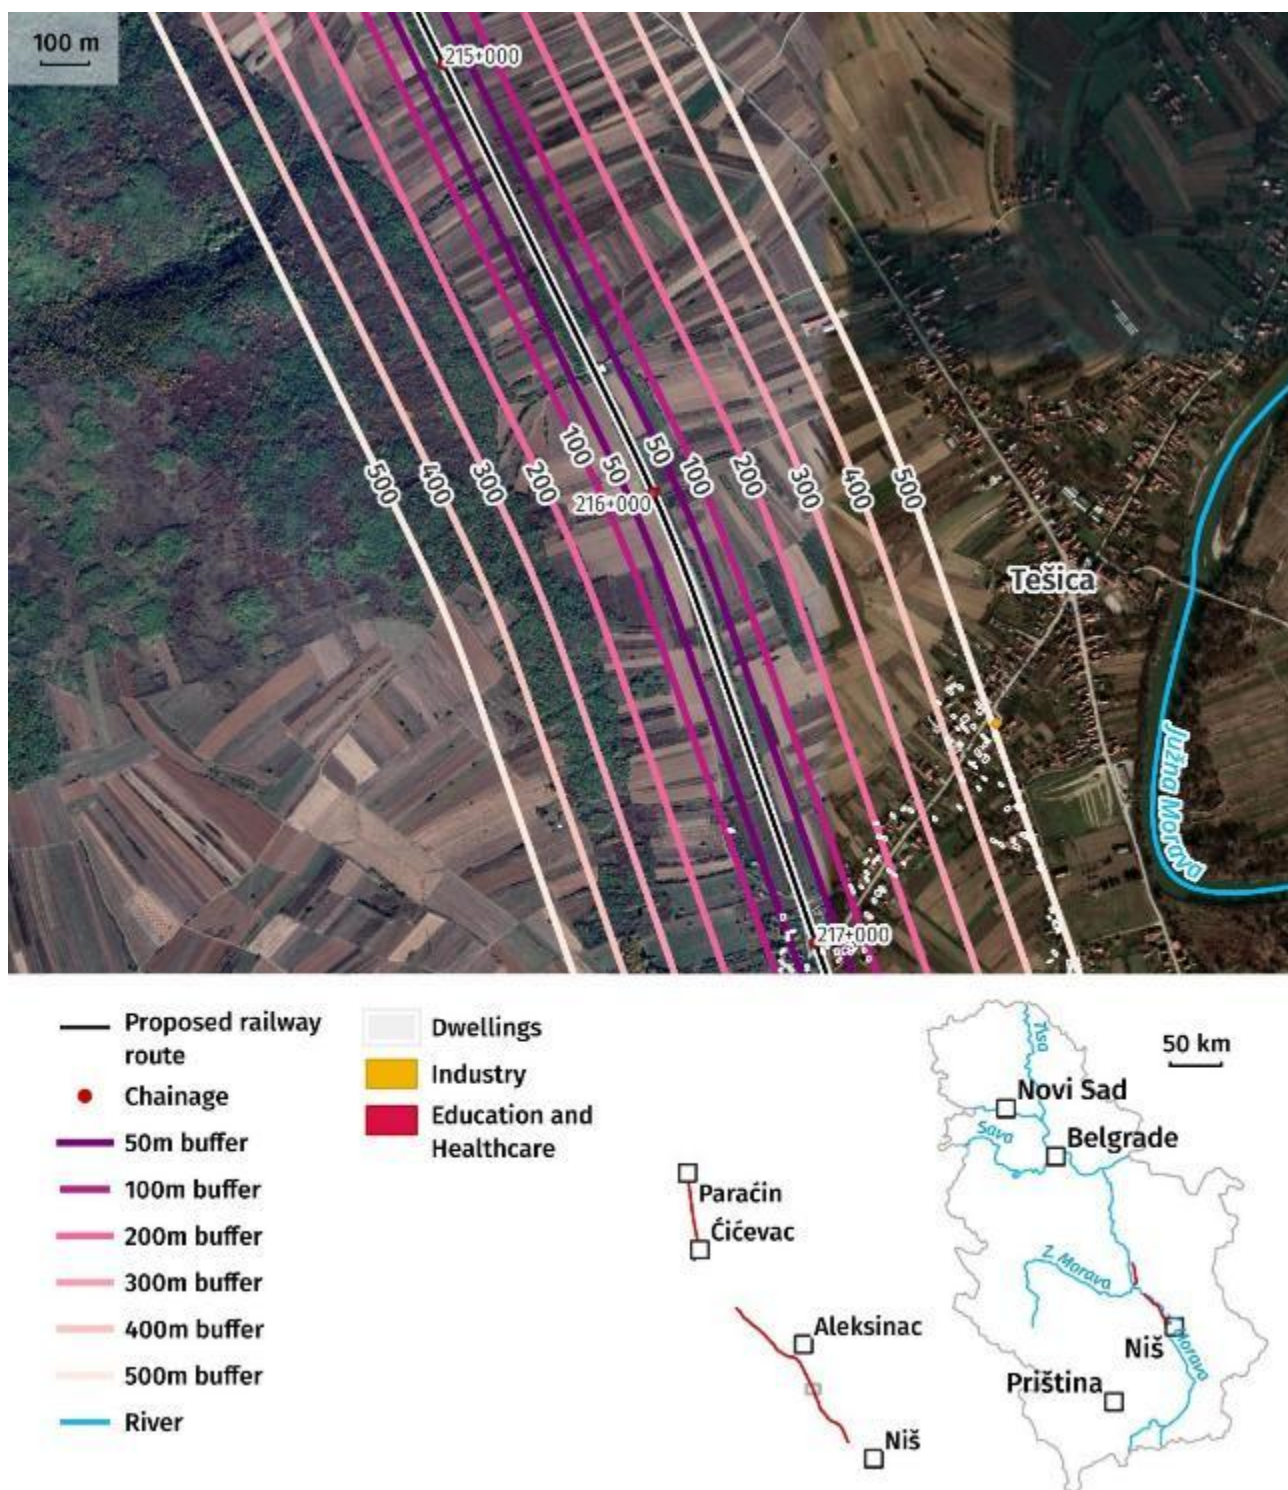 100 m
215+000
500
400
300
200
100
50
50
100
200
300
400
500
216+000
Tešica
Južna Morava
217+000
Proposed railway
route
Chainage
50m buffer
100m buffer
200m buffer
300m buffer
400m buffer
500m buffer
River
Dwellings
Industry
Education and
Healthcare
Paraćin
Ćićevac
Aleksinac
Niš
50 km
Tisa
Novi Sad
Sava
Belgrade
Z. Morava
Morava
Niš
Priština